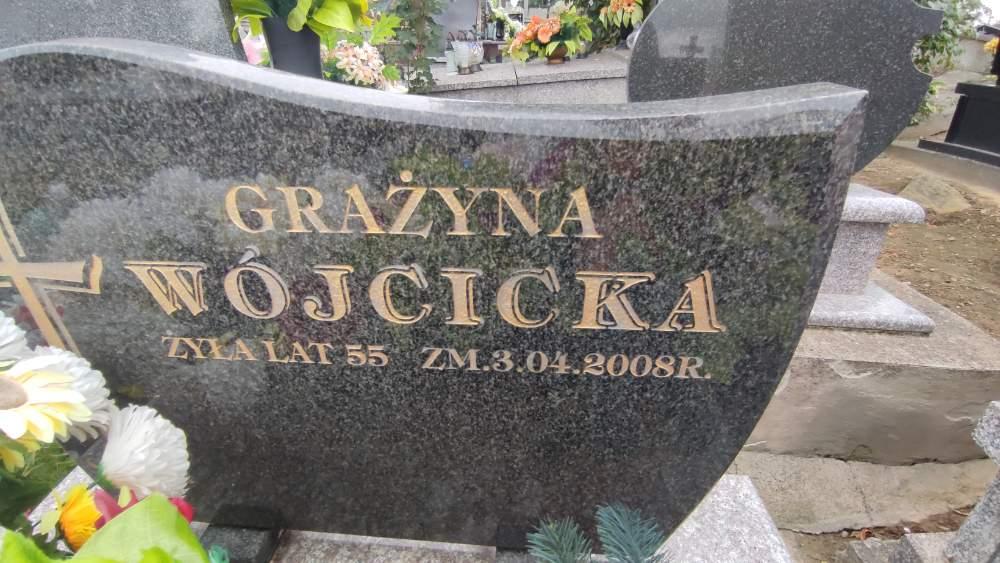 GRAŻYNA
WÓJCICKA
ŻYŁA LAT 55 ZM.3.04.2008R.